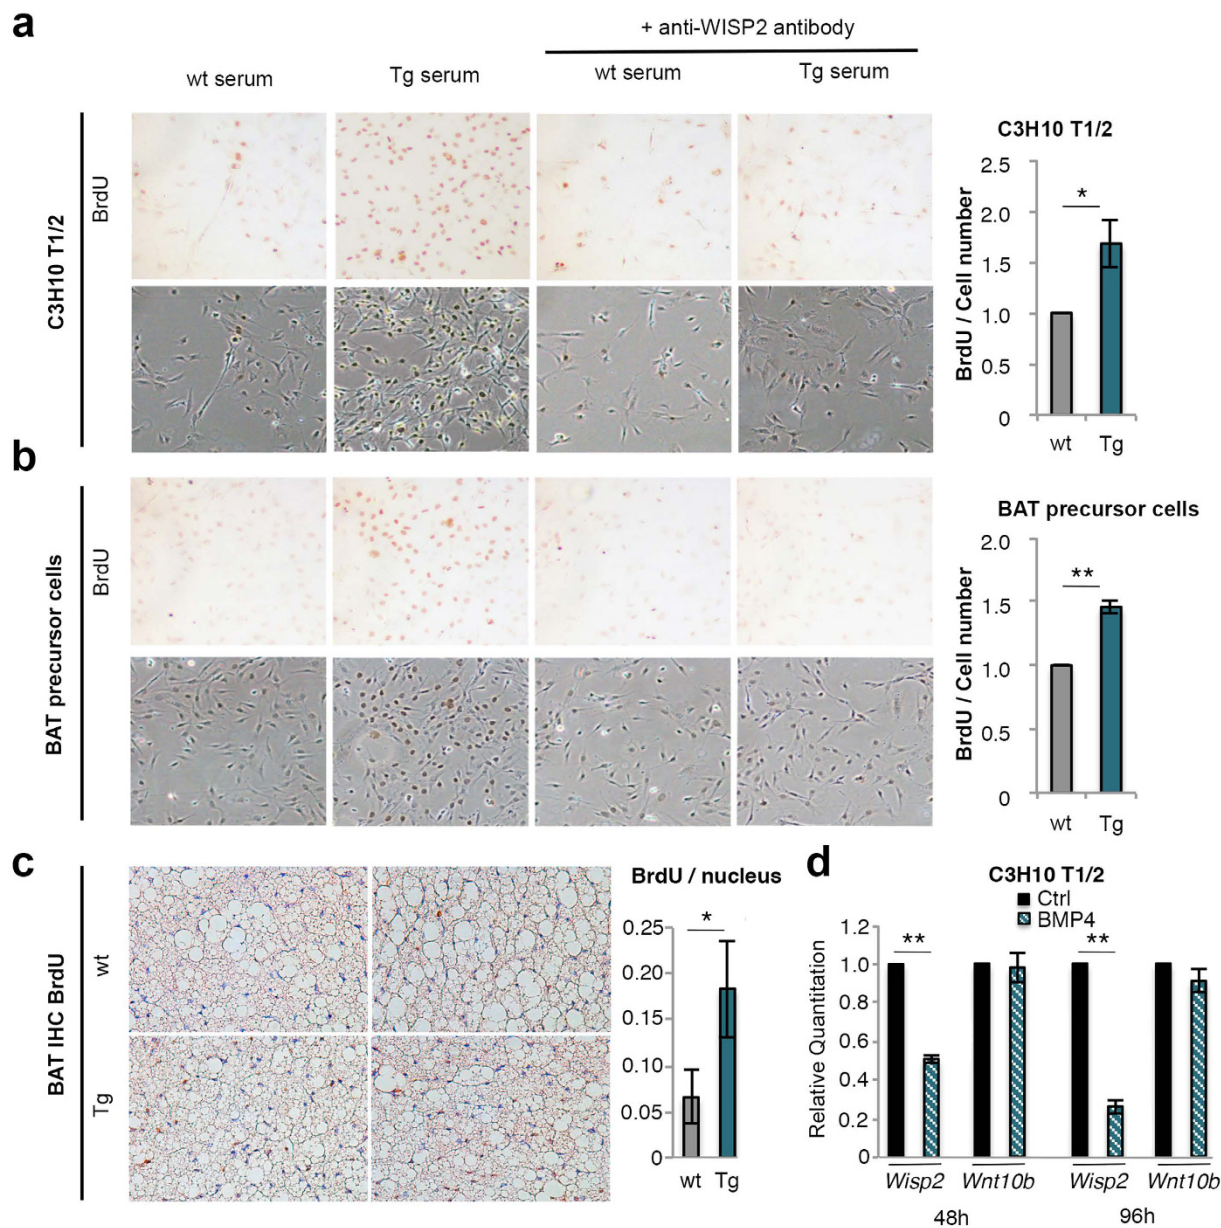 a
+ anti-WISP2 antibody
wt serum
Tg serum
wt serum
Tg serum
C3H10 T1/2
BrdU
C3H10 T1/2
BrdU / Cell number
2.5
2.0
1.5
1.0
0.5
0
*
wt
Tg
b
BAT precursor cells
BrdU
BAT precursor cells
BrdU / Cell number
2.0
1.5
1.0
0.5
0
**
wt
Tg
c
BAT IHC BrdU
wt
Tg
BrdU / nucleus
0.25
0.20
0.15
0.10
0.05
0
*
wt
Tg
d
C3H10 T1/2
Ctrl
BMP4
Relative Quantitation
1.2
1.0
0.8
0.6
0.4
0.2
0
**
**
Wisp2
Wnt10b
Wisp2
Wnt10b
48h
96h